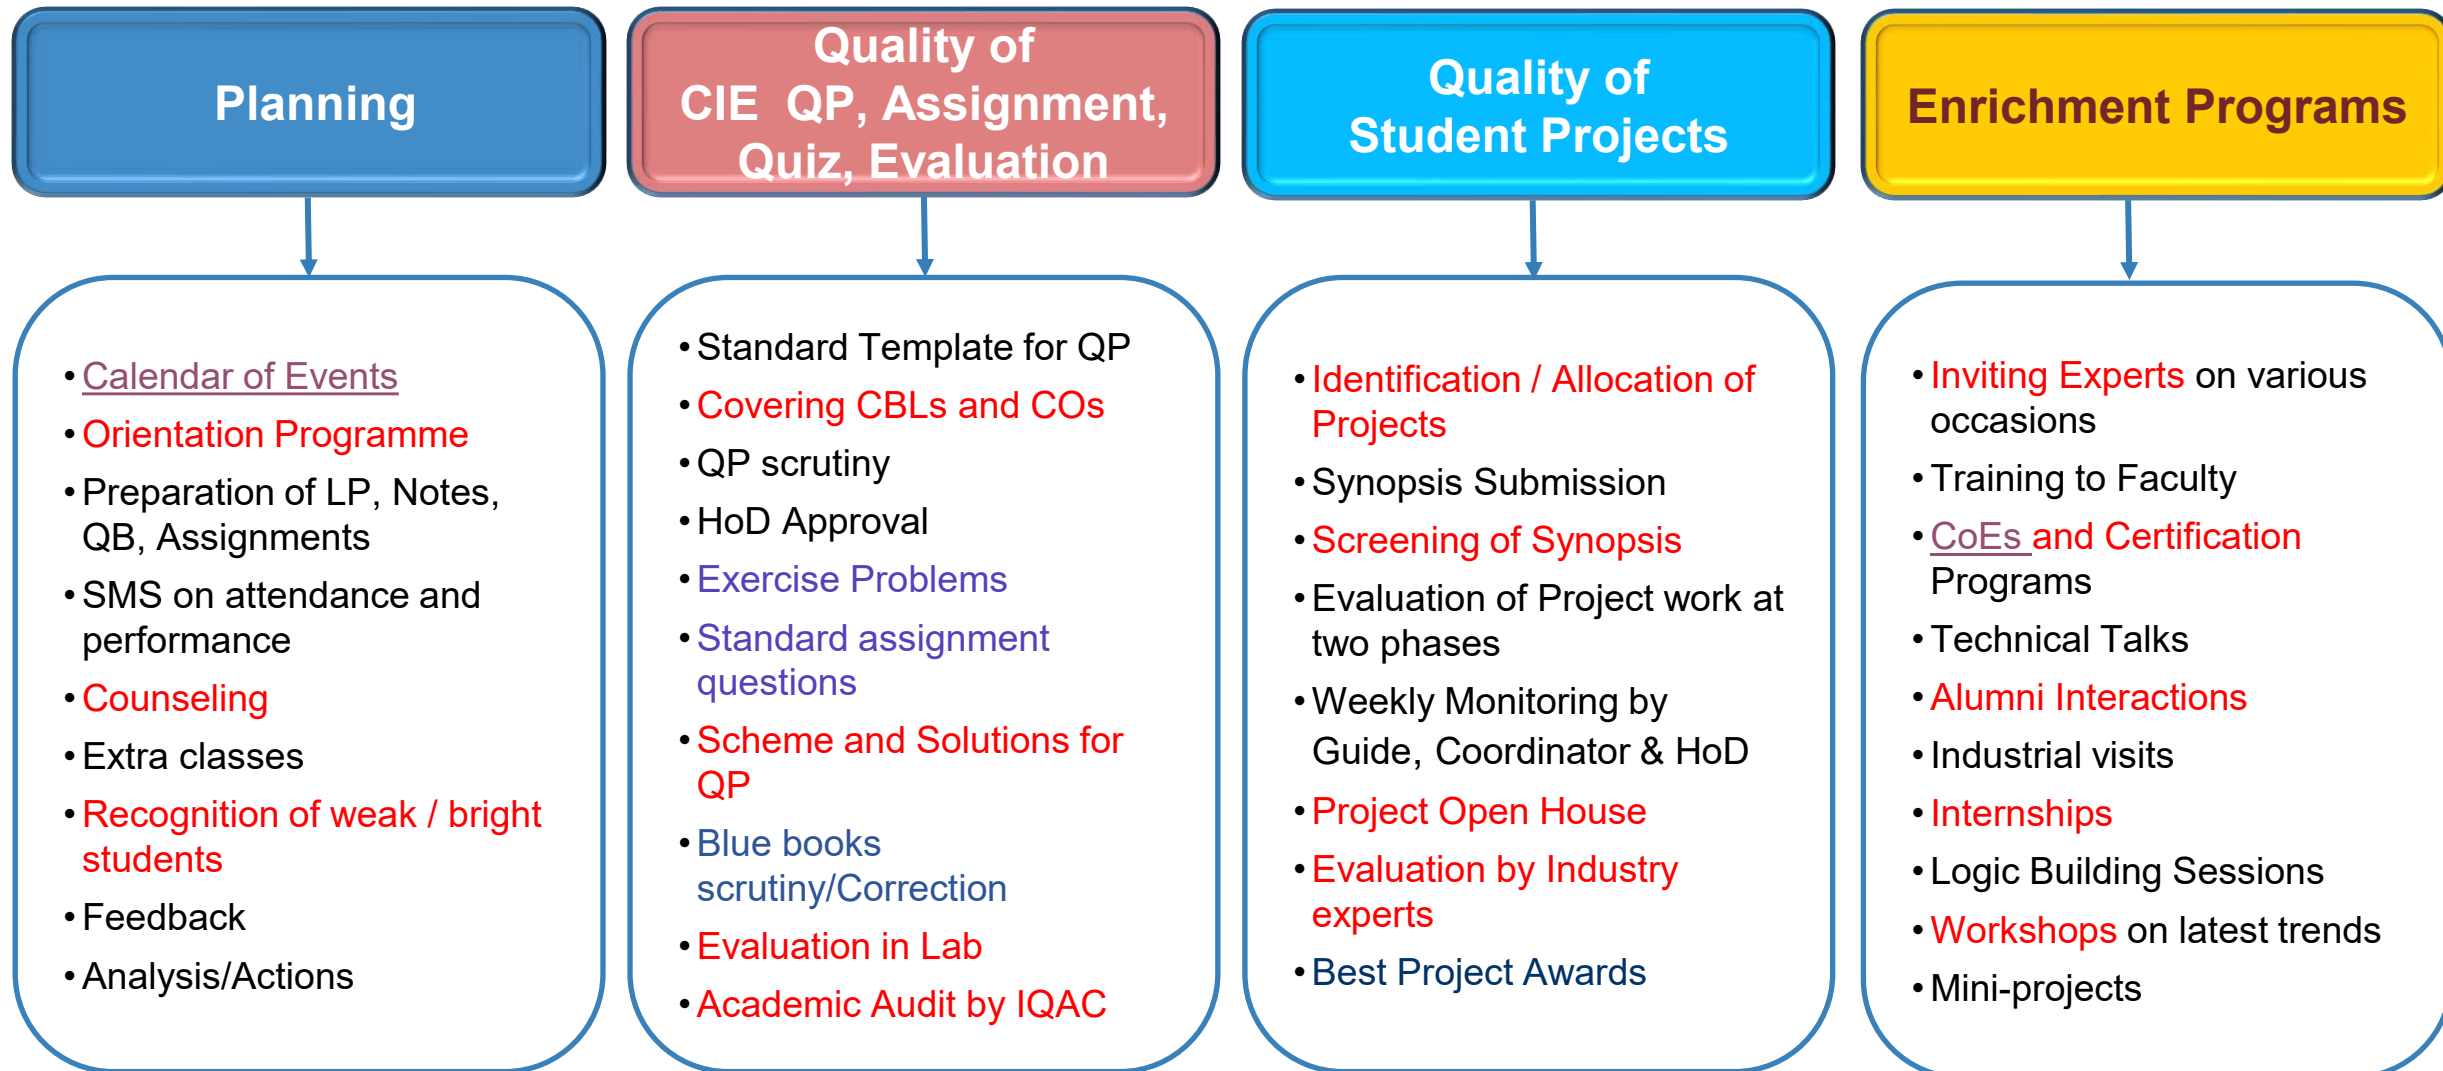 Planning
• Calendar of Events
• Orientation Programme
• Preparation of LP, Notes,
QB, Assignments
• SMS on attendance and
performance
• Counseling
• Extra classes
• Recognition of weak / bright
students
• Feedback
• Analysis/Actions
Quality of
CIE QP, Assignment,
Quiz, Evaluation
• Standard Template for QP
• Covering CBLs and COs
• QP scrutiny
• HoD Approval
• Exercise Problems
• Standard assignment
questions
• Scheme and Solutions for
QP
• Blue books
scrutiny/Correction
• Evaluation in Lab
• Academic Audit by IQAC
Quality of
Student Projects
• Identification / Allocation of
Projects
• Synopsis Submission
• Screening of Synopsis
• Evaluation of Project work at
two phases
• Weekly Monitoring by
Guide, Coordinator & HoD
• Project Open House
• Evaluation by Industry
experts
• Best Project Awards
Enrichment Programs
• Inviting Experts on various
occasions
• Training to Faculty
• CoEs and Certification
Programs
• Technical Talks
• Alumni Interactions
• Industrial visits
• Internships
• Logic Building Sessions
• Workshops on latest trends
• Mini-projects